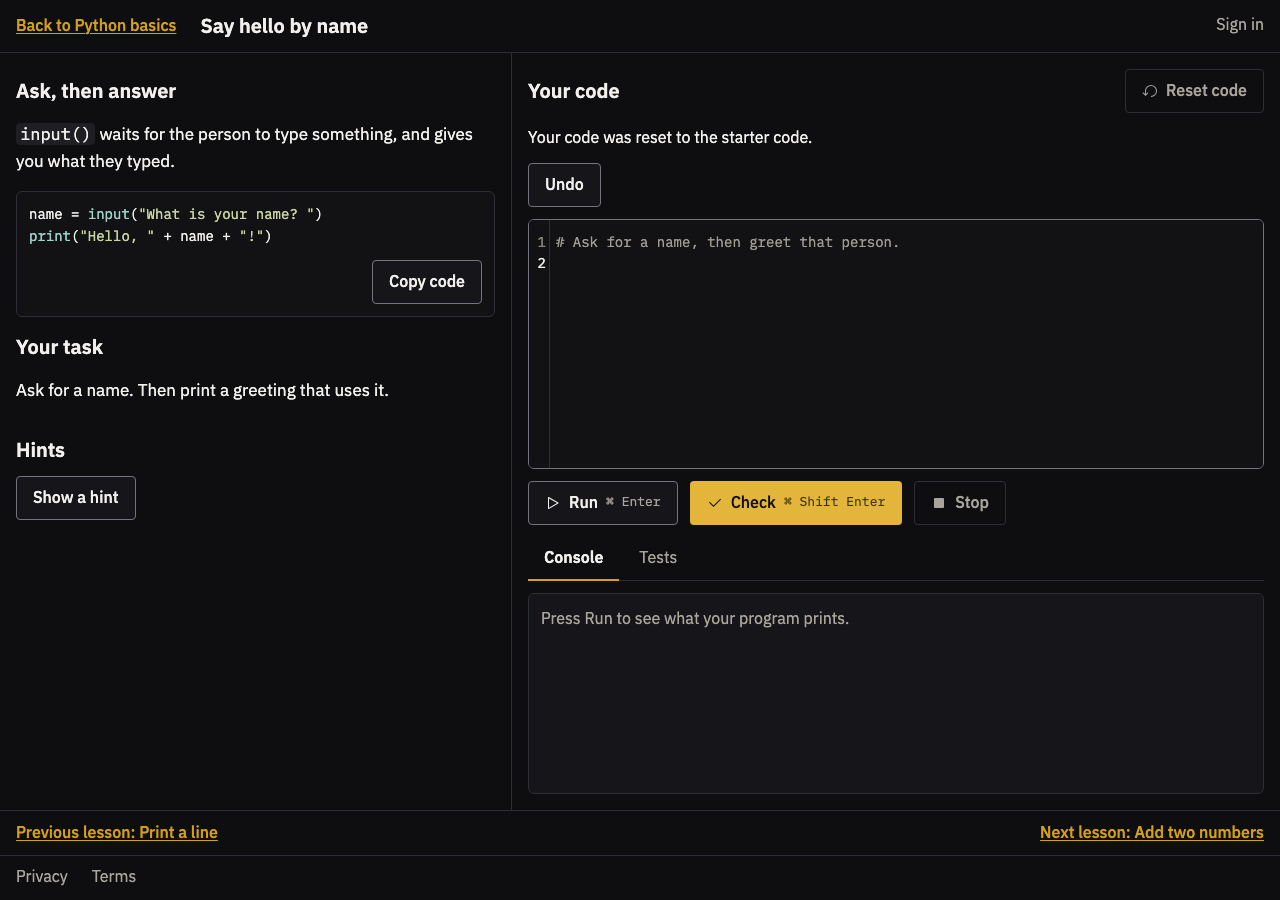 Back to Python basics
Say hello by name
Sign in
Ask, then answer
input() waits for the person to type something, and gives
you what they typed.
name = input("What is your name? ")
print("Hello, " + name + "!")
Copy code
Your task
Ask for a name. Then print a greeting that uses it.
Hints
Show a hint
Your code
Reset code
Your code was reset to the starter code.
Undo
1 # Ask for a name, then greet that person.
2
Run ⌘ Enter
Check ⌘ Shift Enter
Stop
Console
Tests
Press Run to see what your program prints.
Previous lesson: Print a line
Next lesson: Add two numbers
Privacy
Terms